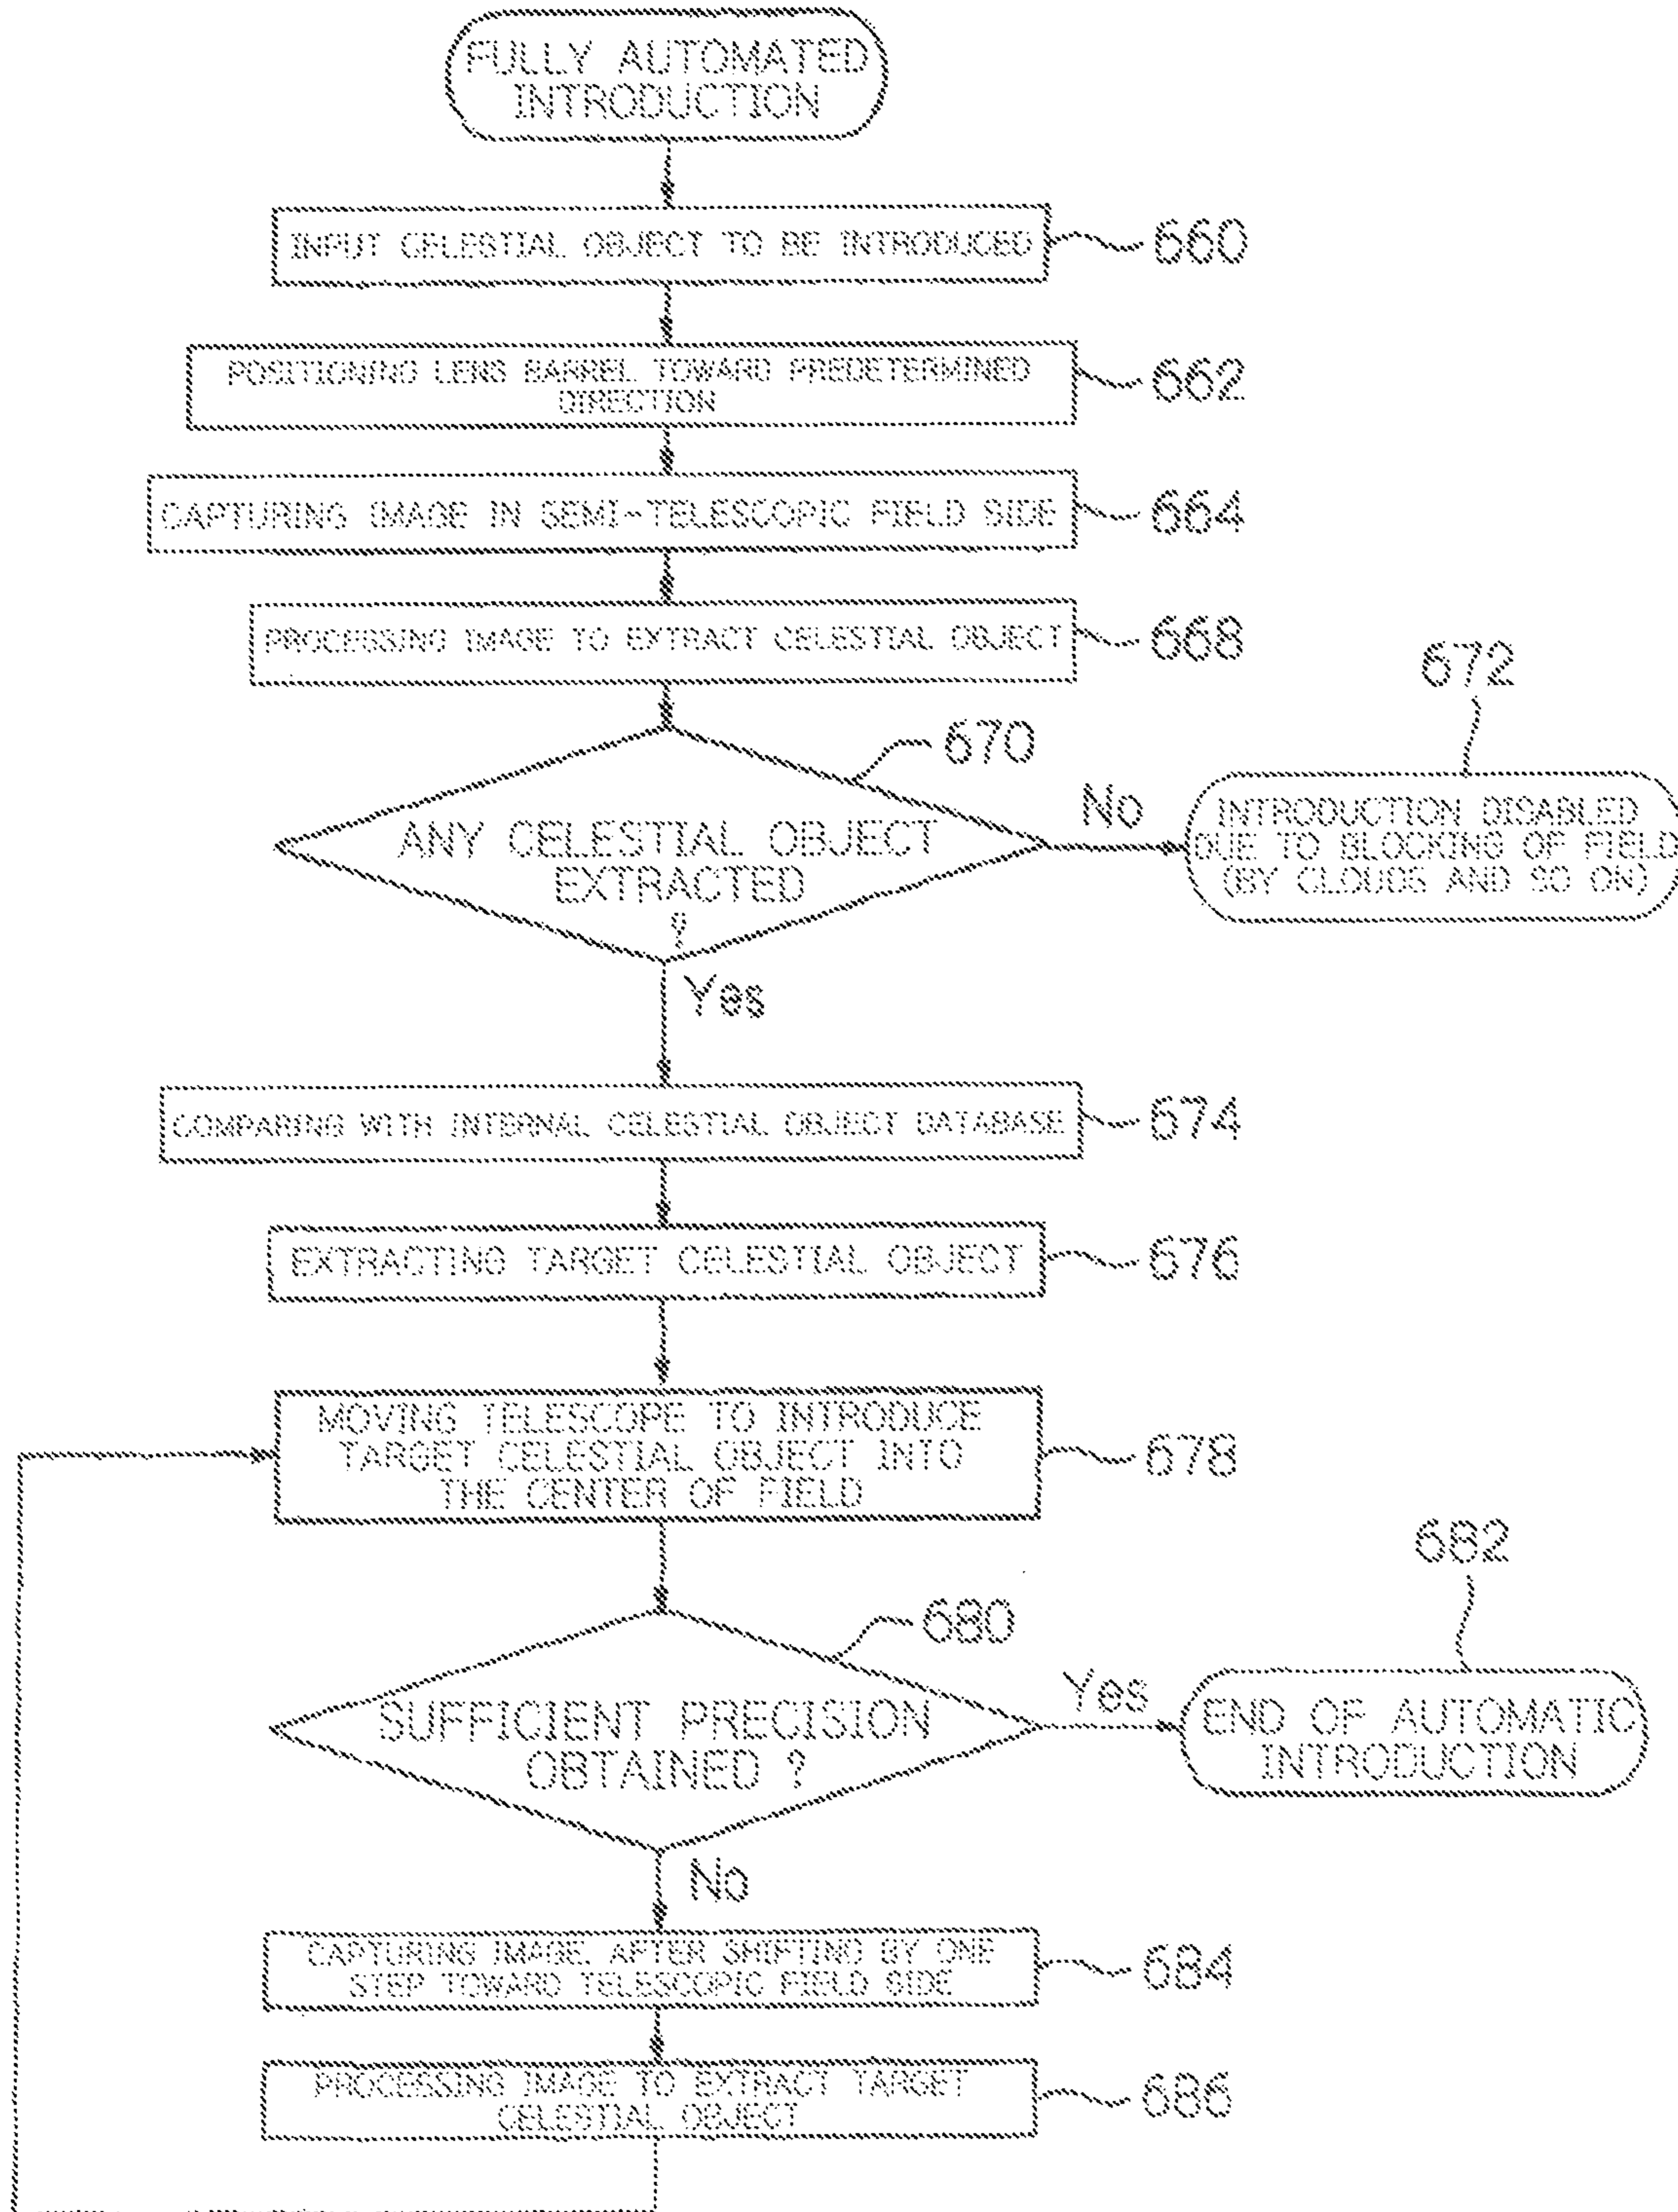 FULLY AUTOMATED
INTRODUCTION
INPUT CELESTIAL OBJECT TO BE INTRODUCED
660
POSITIONING LENS BARREL TOWARD PREDETERMINED
DIRECTION
662
CAPTURING IMAGE IN SEMI-TELESCOPIC FIELD SIDE
664
PROCESSING IMAGE TO EXTRACT CELESTIAL OBJECT
668
672
670
ANY CELESTIAL OBJECT
EXTRACTED
?
No
INTRODUCTION DISABLED
DUE TO BLOCKING OF FIELD
(BY CLOUDS AND SO ON)
Yes
COMPARING WITH INTERNAL CELESTIAL OBJECT DATABASE
674
EXTRACTING TARGET CELESTIAL OBJECT
676
MOVING TELESCOPE TO INTRODUCE
TARGET CELESTIAL OBJECT INTO
THE CENTER OF FIELD
678
682
680
SUFFICIENT PRECISION
OBTAINED ?
Yes
END OF AUTOMATIC
INTRODUCTION
No
CAPTURING IMAGE, AFTER SHIFTING BY ONE
STEP TOWARD TELESCOPIC FIELD SIDE
684
PROCESSING IMAGE TO EXTRACT TARGET
CELESTIAL OBJECT
686